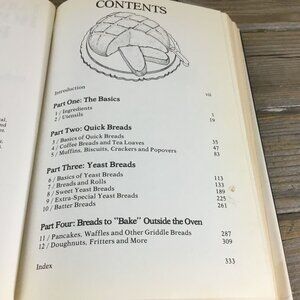 CONTENTS
Introduction vii
Part One: The Basics
1 / Ingredients 1
2 / Utensils 19
Part Two: Quick Breads
3 / Basics of Quick Breads
4 / Coffee Breads and Tea Loaves 35
5 / Muffins, Biscuits, Crackers and Popovers 47
83
Part Three: Yeast Breads
6 / Basics of Yeast Breads 113
7 / Breads and Rolls 133
8 / Sweet Yeast Breads 189
9 / Extra-Special Yeast Breads 225
10 / Batter Breads 261
Part Four: Breads to "Bake" Outside the Oven
11 / Pancakes, Waffles and Other Griddle Breads 287
12 / Doughnuts, Fritters and More 309
Index 333